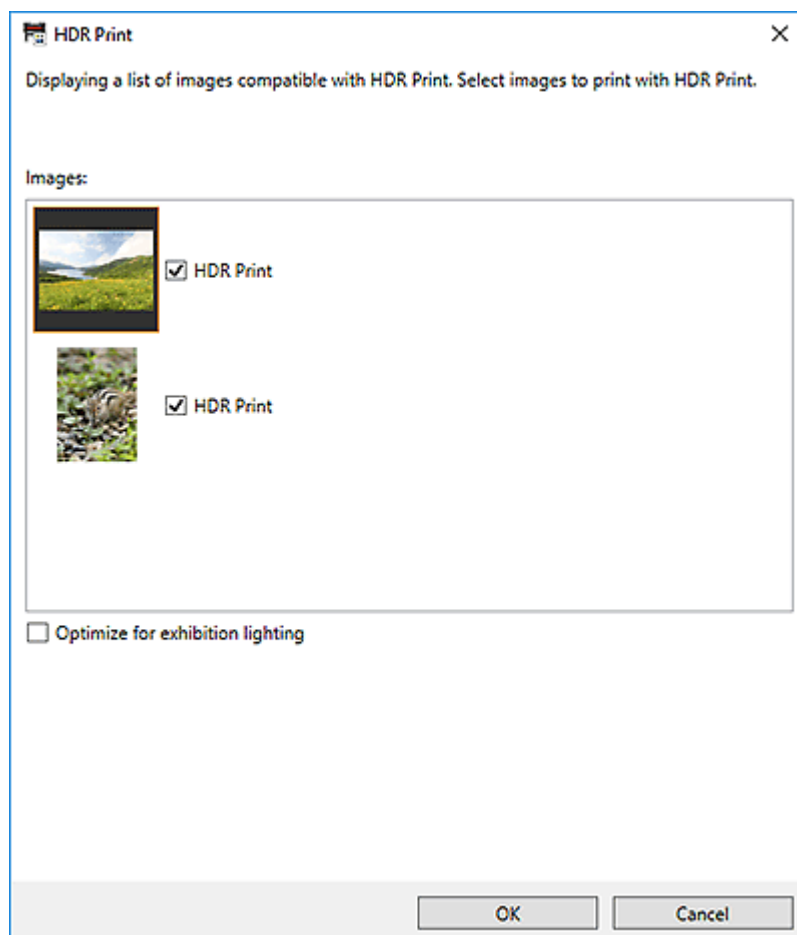 HDR Print
Displaying a list of images compatible with HDR Print. Select images to print with HDR Print.
Images:
HDR Print
HDR Print
Optimize for exhibition lighting
OK
Cancel